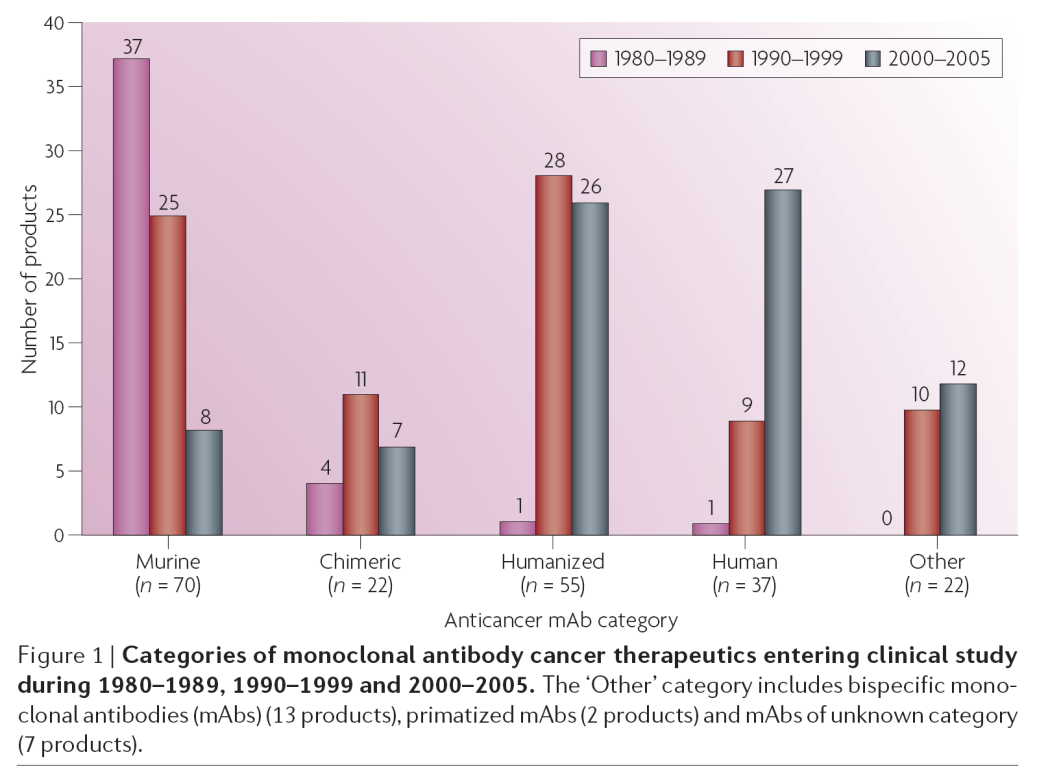 40
35
30
25
20
15
10
5
0
Number of products
1980–1989 1990–1999 2000–2005
37
25
8
4
11
7
1
28
26
1
9
27
0
10
12
Murine
(n = 70)
Chimeric
(n = 22)
Humanized
(n = 55)
Human
(n = 37)
Other
(n = 22)
Anticancer mAb category
Figure 1 | Categories of monoclonal antibody cancer therapeutics entering clinical study
during 1980–1989, 1990–1999 and 2000–2005. The ‘Other’ category includes bispecific mono-
clonal antibodies (mAbs) (13 products), primatized mAbs (2 products) and mAbs of unknown category
(7 products).